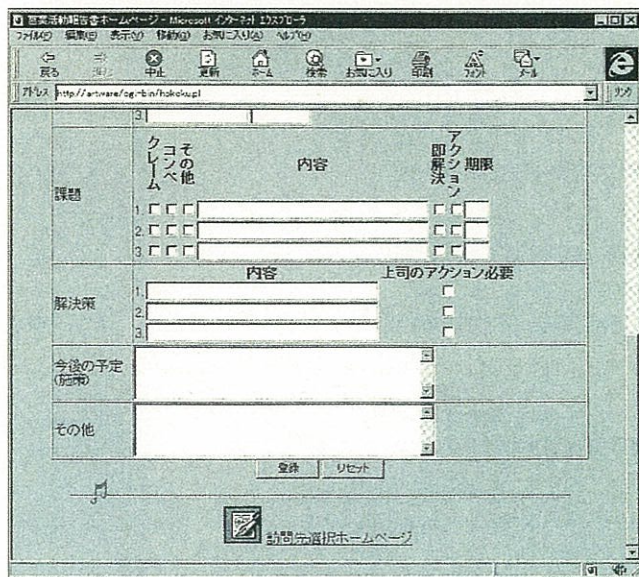 営業活動報告書ホームページ - Microsoft インターネット エクスプローラ
ファイル(F) 編集(E) 表示(V) 移動(G) お気に入り(A) ヘルプ(H)
戻る 進む 中止 更新 ホーム 検索 お気に入り 印刷 フォント メール
アドレス http://artware/cgi-bin/hokoku.pl リンク
3.
課題
クレーム コンペ その他 内容 即解決 アクション 期限
1.
2.
3.
解決策
内容 上司のアクション必要
1.
2.
3.
今後の予定
(施策)
その他
登録 リセット
訪問先選択ホームページ